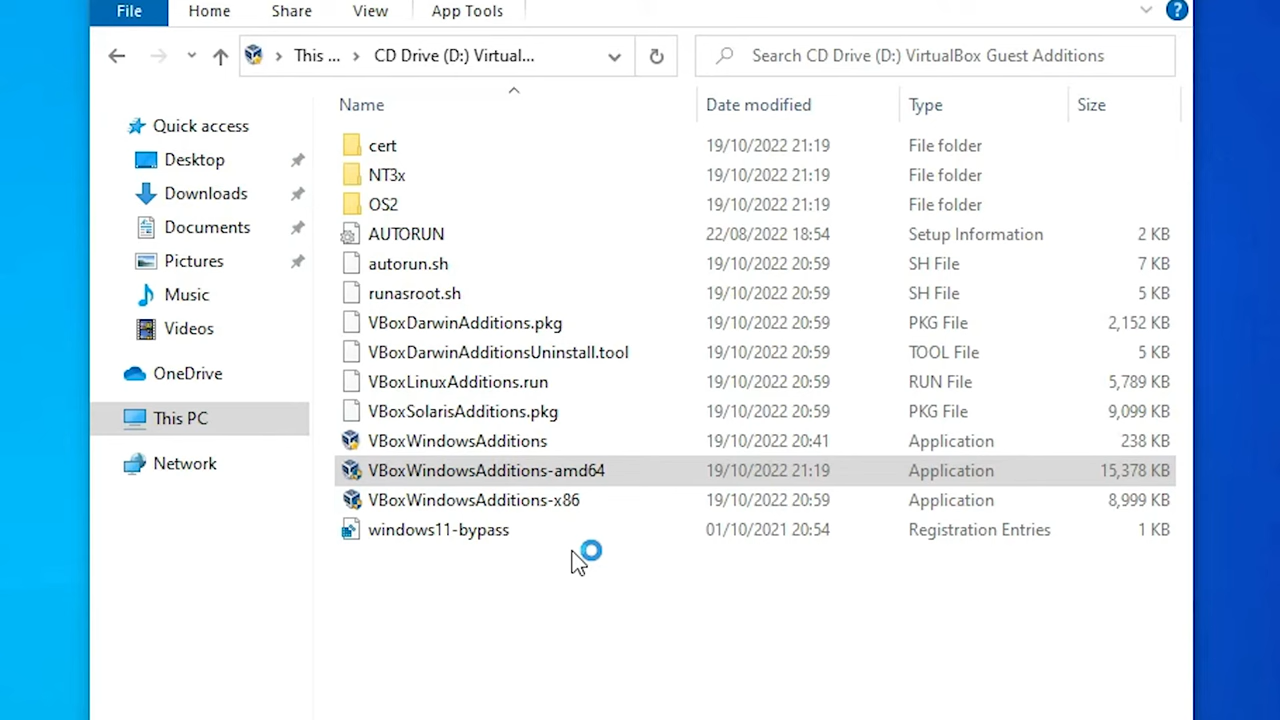 File Home Share View App Tools ?
This ... CD Drive (D:) Virtual... Search CD Drive (D:) VirtualBox Guest Additions
Quick access
Desktop
Downloads
Documents
Pictures
Music
Videos
OneDrive
This PC
Network
Name Date modified Type Size
cert 19/10/2022 21:19 File folder
NT3x 19/10/2022 21:19 File folder
OS2 19/10/2022 21:19 File folder
AUTORUN 22/08/2022 18:54 Setup Information 2 KB
autorun.sh 19/10/2022 20:59 SH File 7 KB
runasroot.sh 19/10/2022 20:59 SH File 5 KB
VBoxDarwinAdditions.pkg 19/10/2022 20:59 PKG File 2,152 KB
VBoxDarwinAdditionsUninstall.tool 19/10/2022 20:59 TOOL File 5 KB
VBoxLinuxAdditions.run 19/10/2022 20:59 RUN File 5,789 KB
VBoxSolarisAdditions.pkg 19/10/2022 20:59 PKG File 9,099 KB
VBoxWindowsAdditions 19/10/2022 20:41 Application 238 KB
VBoxWindowsAdditions-amd64 19/10/2022 21:19 Application 15,378 KB
VBoxWindowsAdditions-x86 19/10/2022 20:59 Application 8,999 KB
windows11-bypass 01/10/2021 20:54 Registration Entries 1 KB